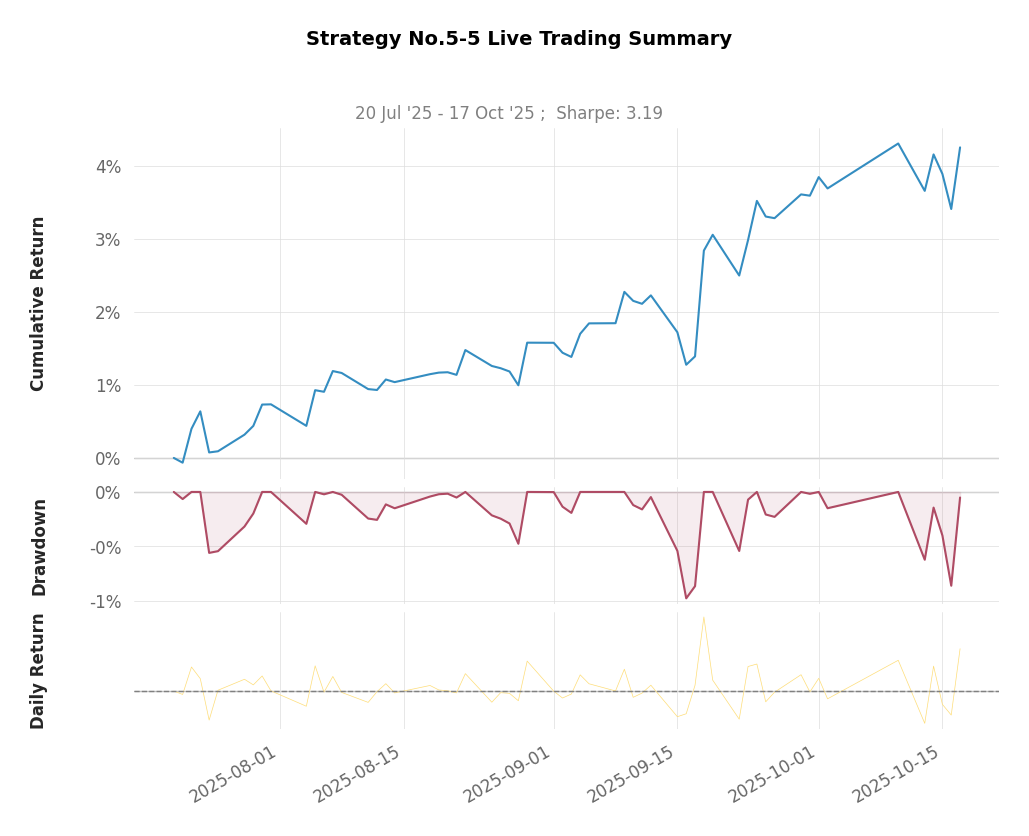 Strategy No.5-5 Live Trading Summary
20 Jul '25 - 17 Oct '25 ;  Sharpe: 3.19
Cumulative Return
4%
3%
2%
1%
0%
Drawdown
0%
-0%
-1%
Daily Return
2025-08-01
2025-08-15
2025-09-01
2025-09-15
2025-10-01
2025-10-15